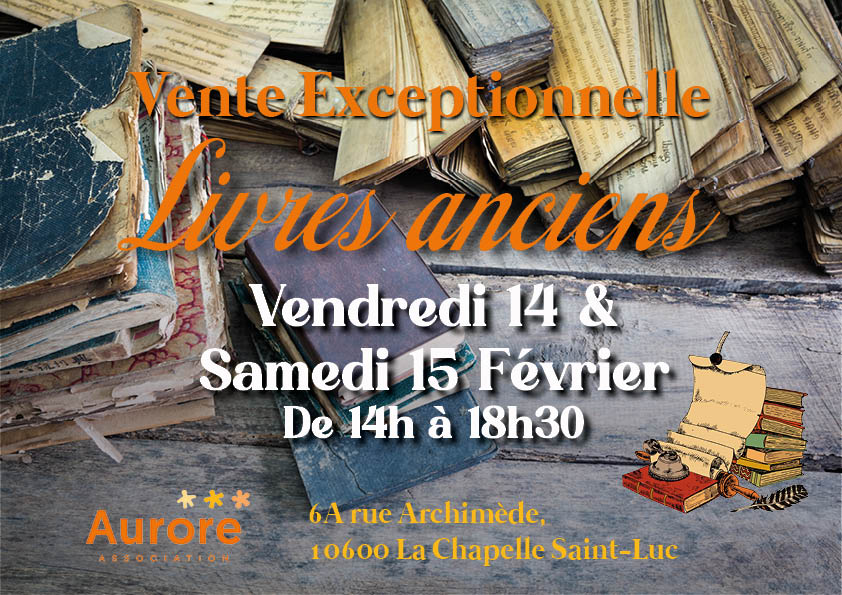 Vente Exceptionnelle
Livres anciens
Vendredi 14 &
Samedi 15 Février
De 14h à 18h30
Aurore
ASSOCIATION
6A rue Archimède,
10600 La Chapelle Saint-Luc